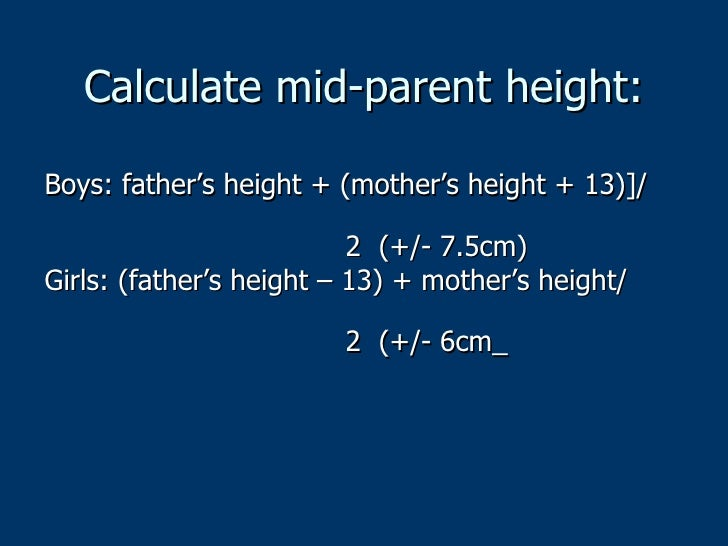 Calculate mid-parent height:
Boys: father’s height + (mother’s height + 13)]/
2 (+/- 7.5cm)
Girls: (father’s height – 13) + mother’s height/
2 (+/- 6cm_